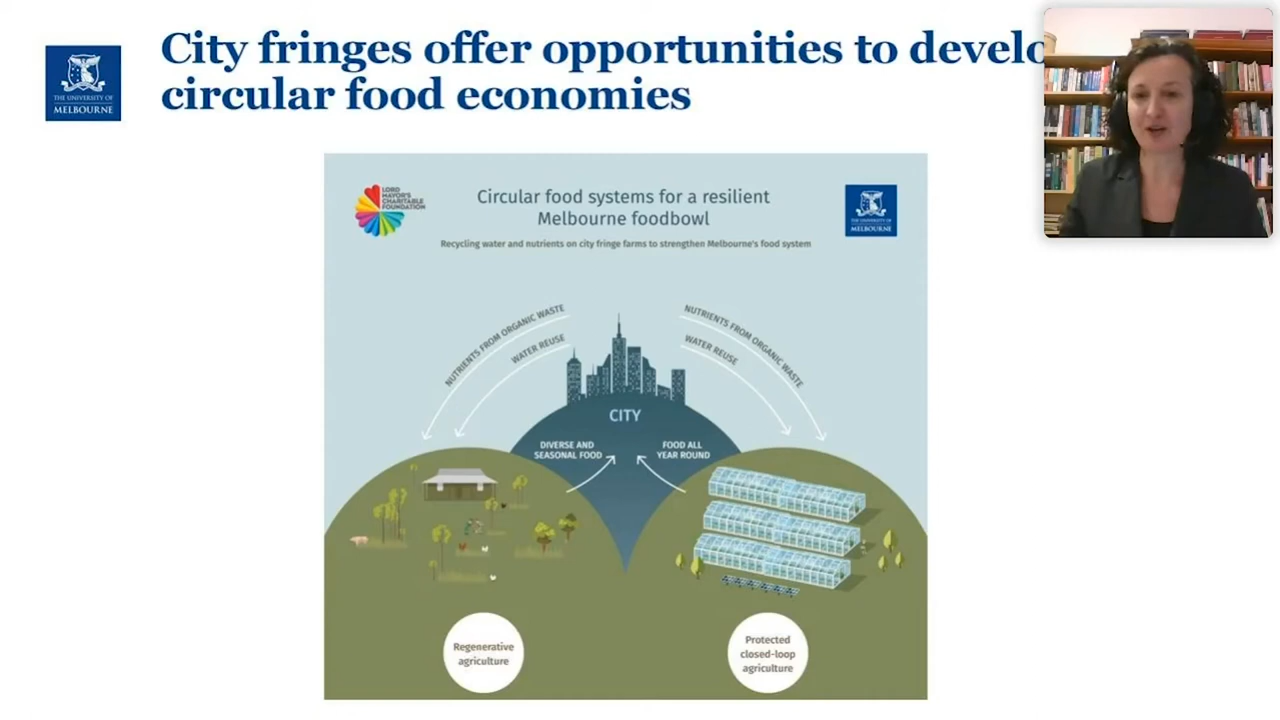 City fringes offer opportunities to develo
circular food economies
THE UNIVERSITY OF
MELBOURNE
LORD
MAYOR'S
CHARITABLE
FOUNDATION
Circular food systems for a resilient
Melbourne foodbowl
THE UNIVERSITY OF
MELBOURNE
Recycling water and nutrients on city fringe farms to strengthen Melbourne's food system
NUTRIENTS FROM ORGANIC WASTE
WATER REUSE
NUTRIENTS FROM ORGANIC WASTE
WATER REUSE
CITY
DIVERSE AND
SEASONAL FOOD
FOOD ALL
YEAR ROUND
Regenerative
agriculture
Protected
closed-loop
agriculture